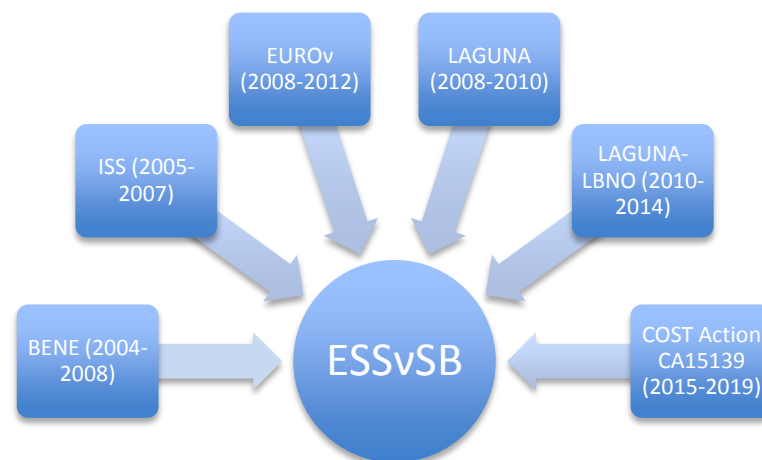 BENE (2004-
2008)
ISS (2005-
2007)
EUROν
(2008-2012)
LAGUNA
(2008-2010)
LAGUNA-
LBNO (2010-
2014)
COST Action
CA15139
(2015-2019)
ESSνSB